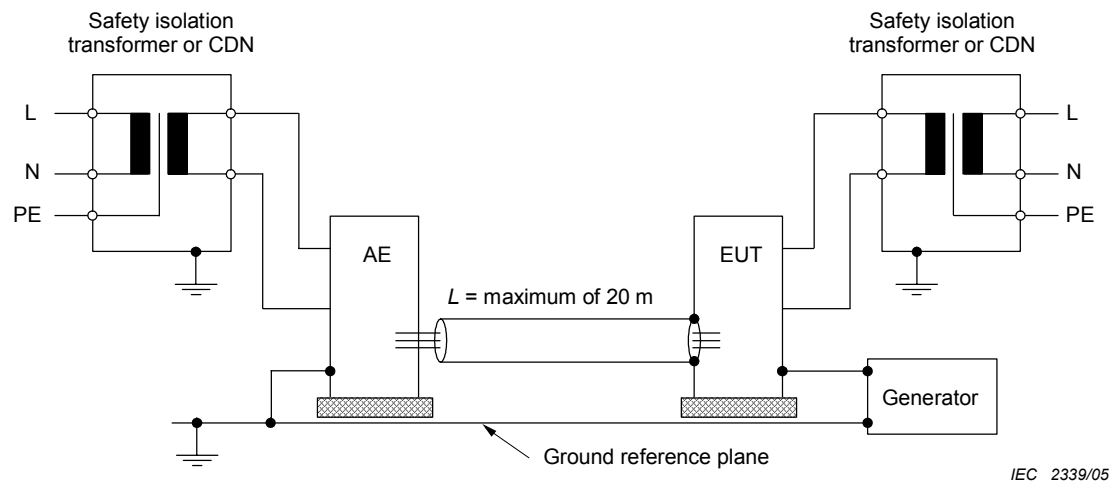 Safety isolation
transformer or CDN
Safety isolation
transformer or CDN
L
N
PE
L
N
PE
AE
EUT
L = maximum of 20 m
Generator
Ground reference plane
IEC 2339/05